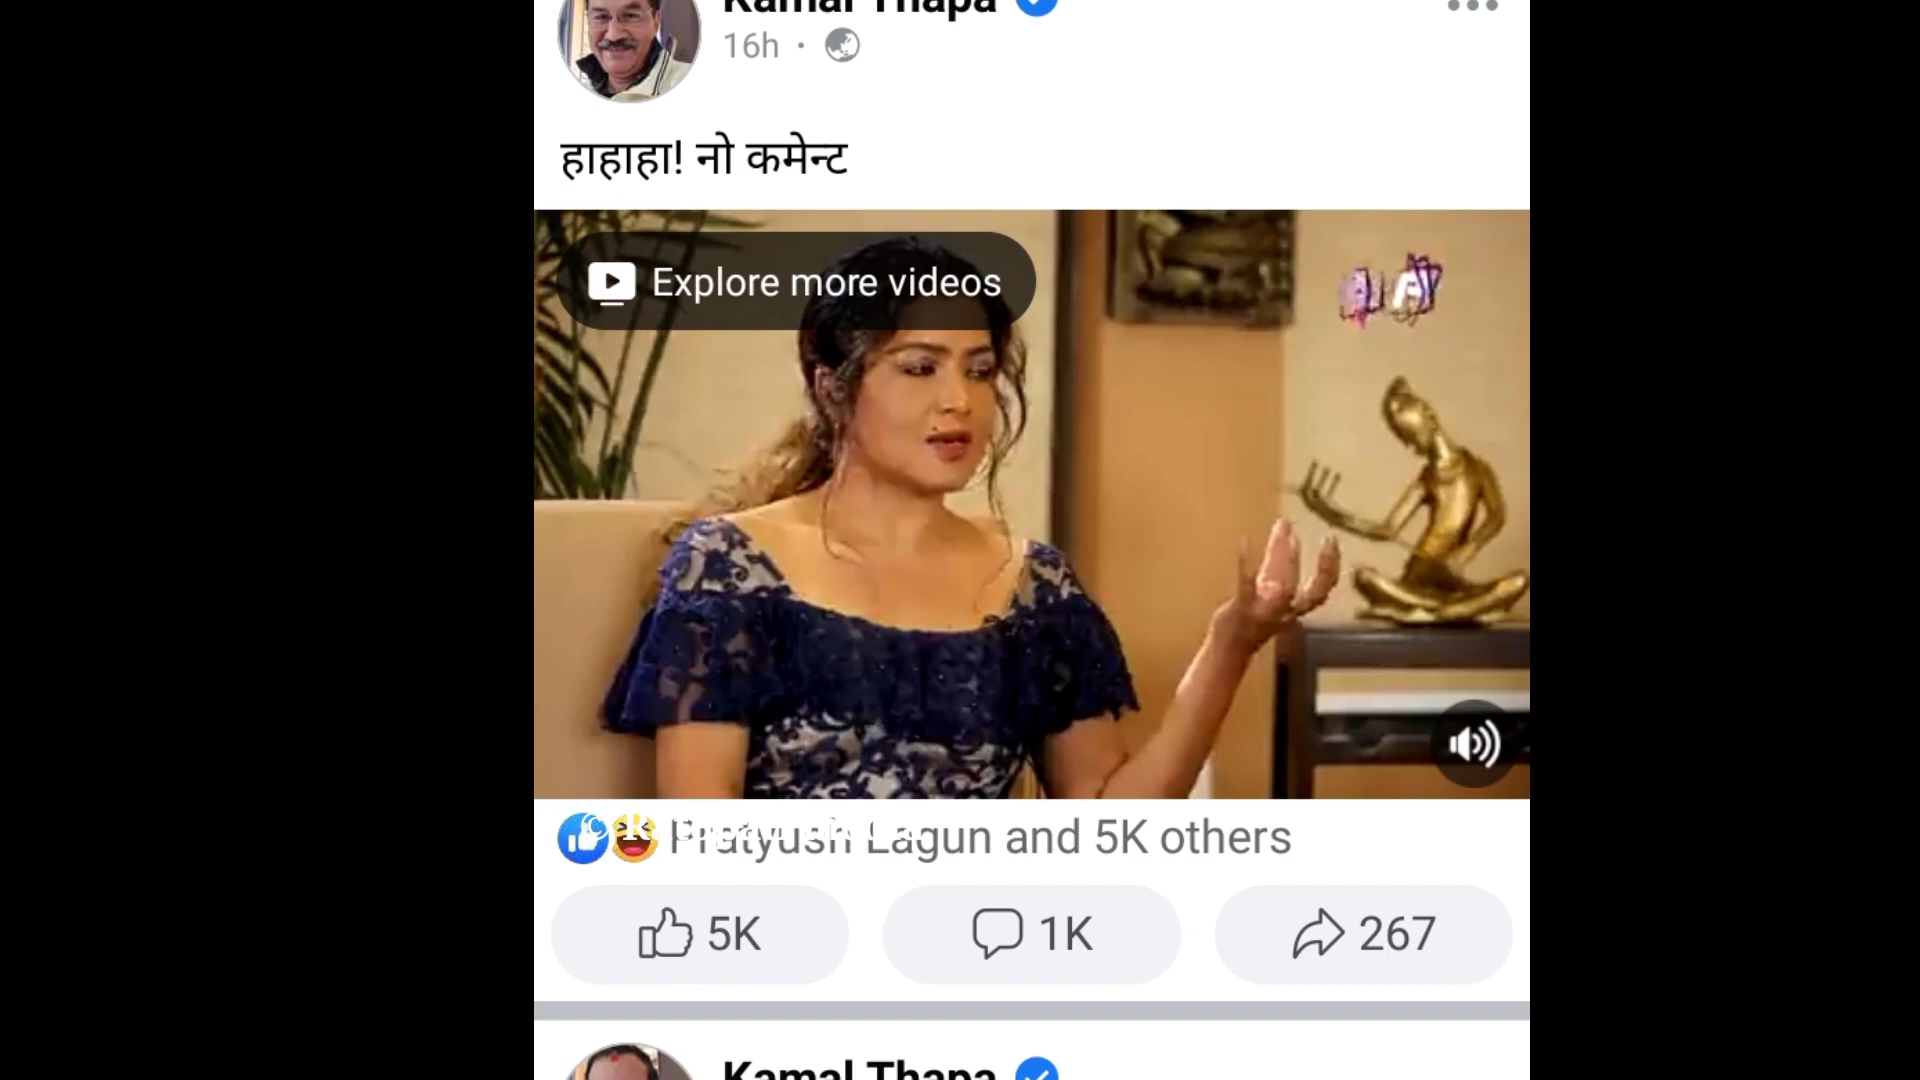 Kamal Thapa
16h ·
हाहाहा! नो कमेन्ट
Explore more videos
Pratyush Lagun and 5K others
5K
1K
267
Kamal Thapa